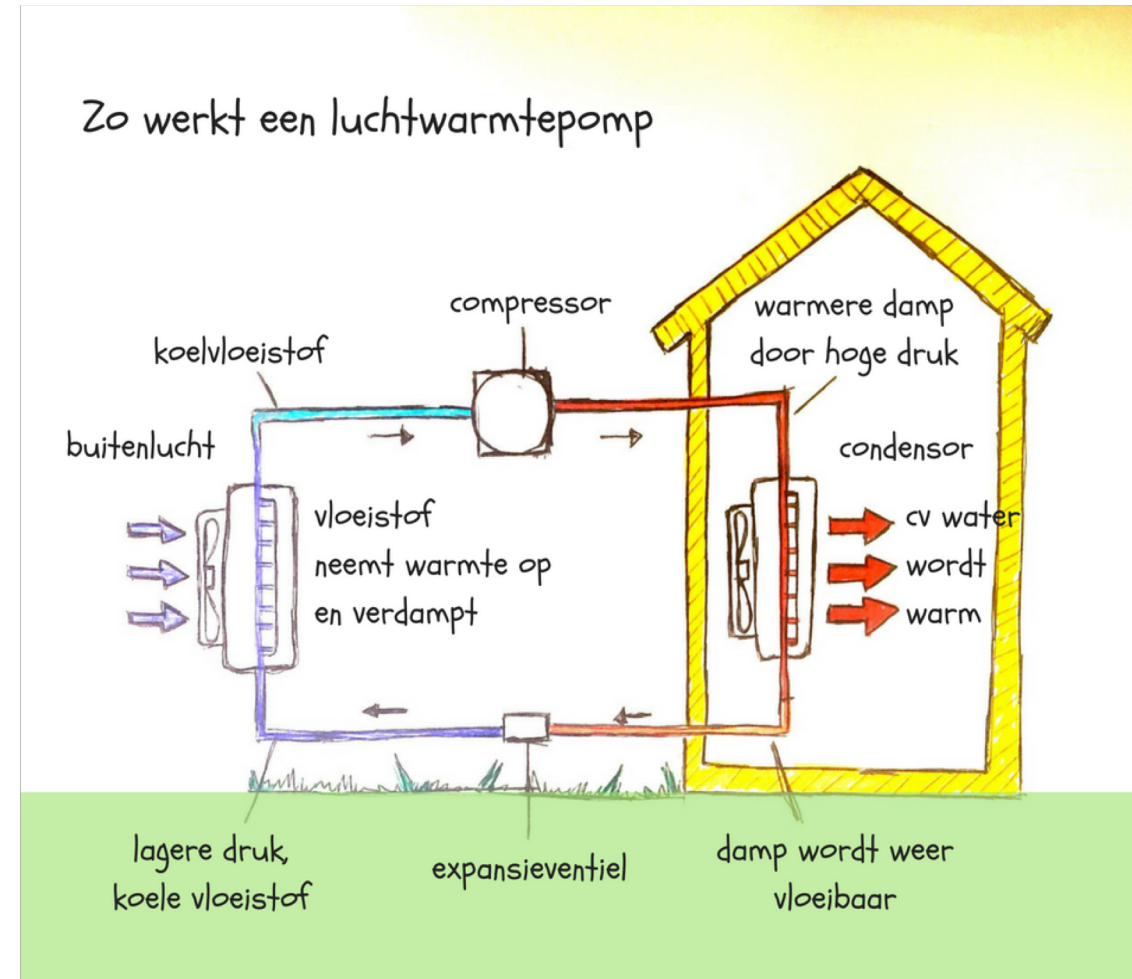 Zo werkt een luchtwarmtepomp
compressor
warmere damp
door hoge druk
koelvloeistof
buitenlucht
condensor
vloeistof
neemt warmte op
en verdampt
cv water
wordt
warm
lagere druk,
koele vloeistof
expansieventiel
damp wordt weer
vloeibaar